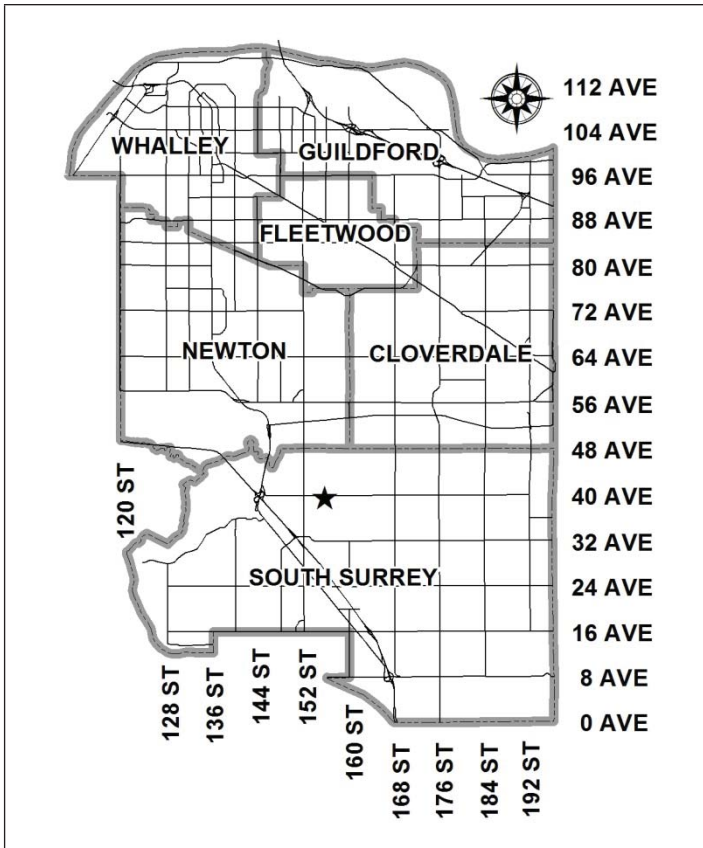 112 AVE
104 AVE
WHALLEY
GUILDFORD
96 AVE
88 AVE
FLEETWOOD
80 AVE
72 AVE
NEWTON
CLOVERDALE
64 AVE
56 AVE
48 AVE
120 ST
40 AVE
32 AVE
SOUTH SURREY
24 AVE
16 AVE
8 AVE
0 AVE
128 ST
136 ST
144 ST
152 ST
160 ST
168 ST
176 ST
184 ST
192 ST